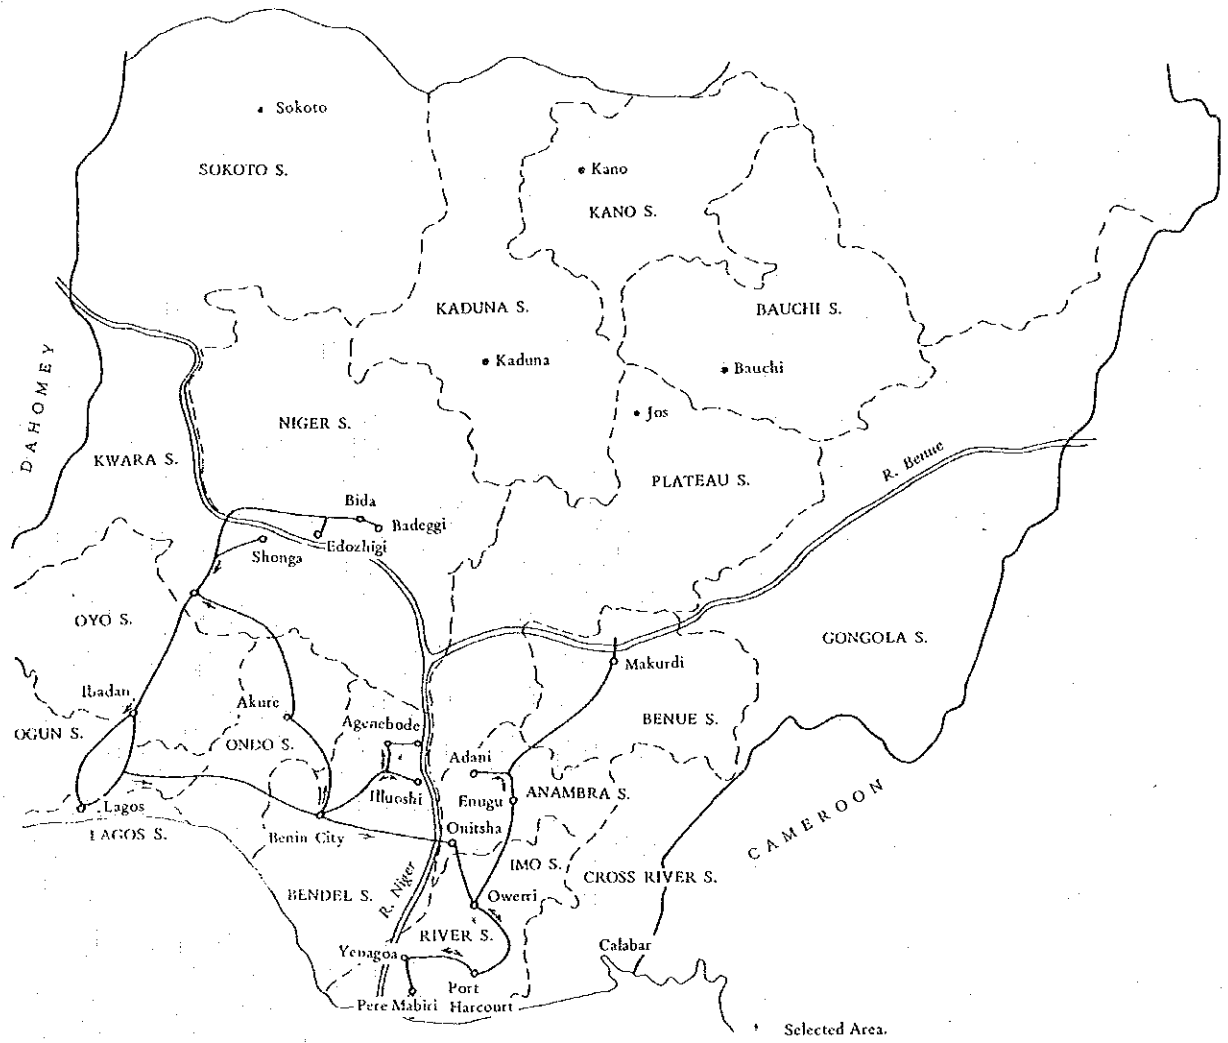 Sokoto
SOKOTO S.
Kano
KANO S.
KADUNA S.
BAUCHI S.
Kaduna
Bauchi
DAHOMEY
Jos
NIGER S.
KWARA S.
R. Benue
PLATEAU S.
Bida
Badeggi
Edozhigi
Shonga
OYO S.
GONGOLA S.
Makurdi
Ibadan
Akure
Agenebode
BENUE S.
OGUN S.
ONDO S.
Adani
Illuoshi
Enugu
ANAMBRA S.
Lagos
LAGOS S.
Benin City
Onitsha
CAMEROON
IMO S.
CROSS RIVER S.
BENDEL S.
R. Niger
Owerri
RIVER S.
Yenagoa
Calabar
Port
Harcourt
Pere Mabiri
Selected Area.